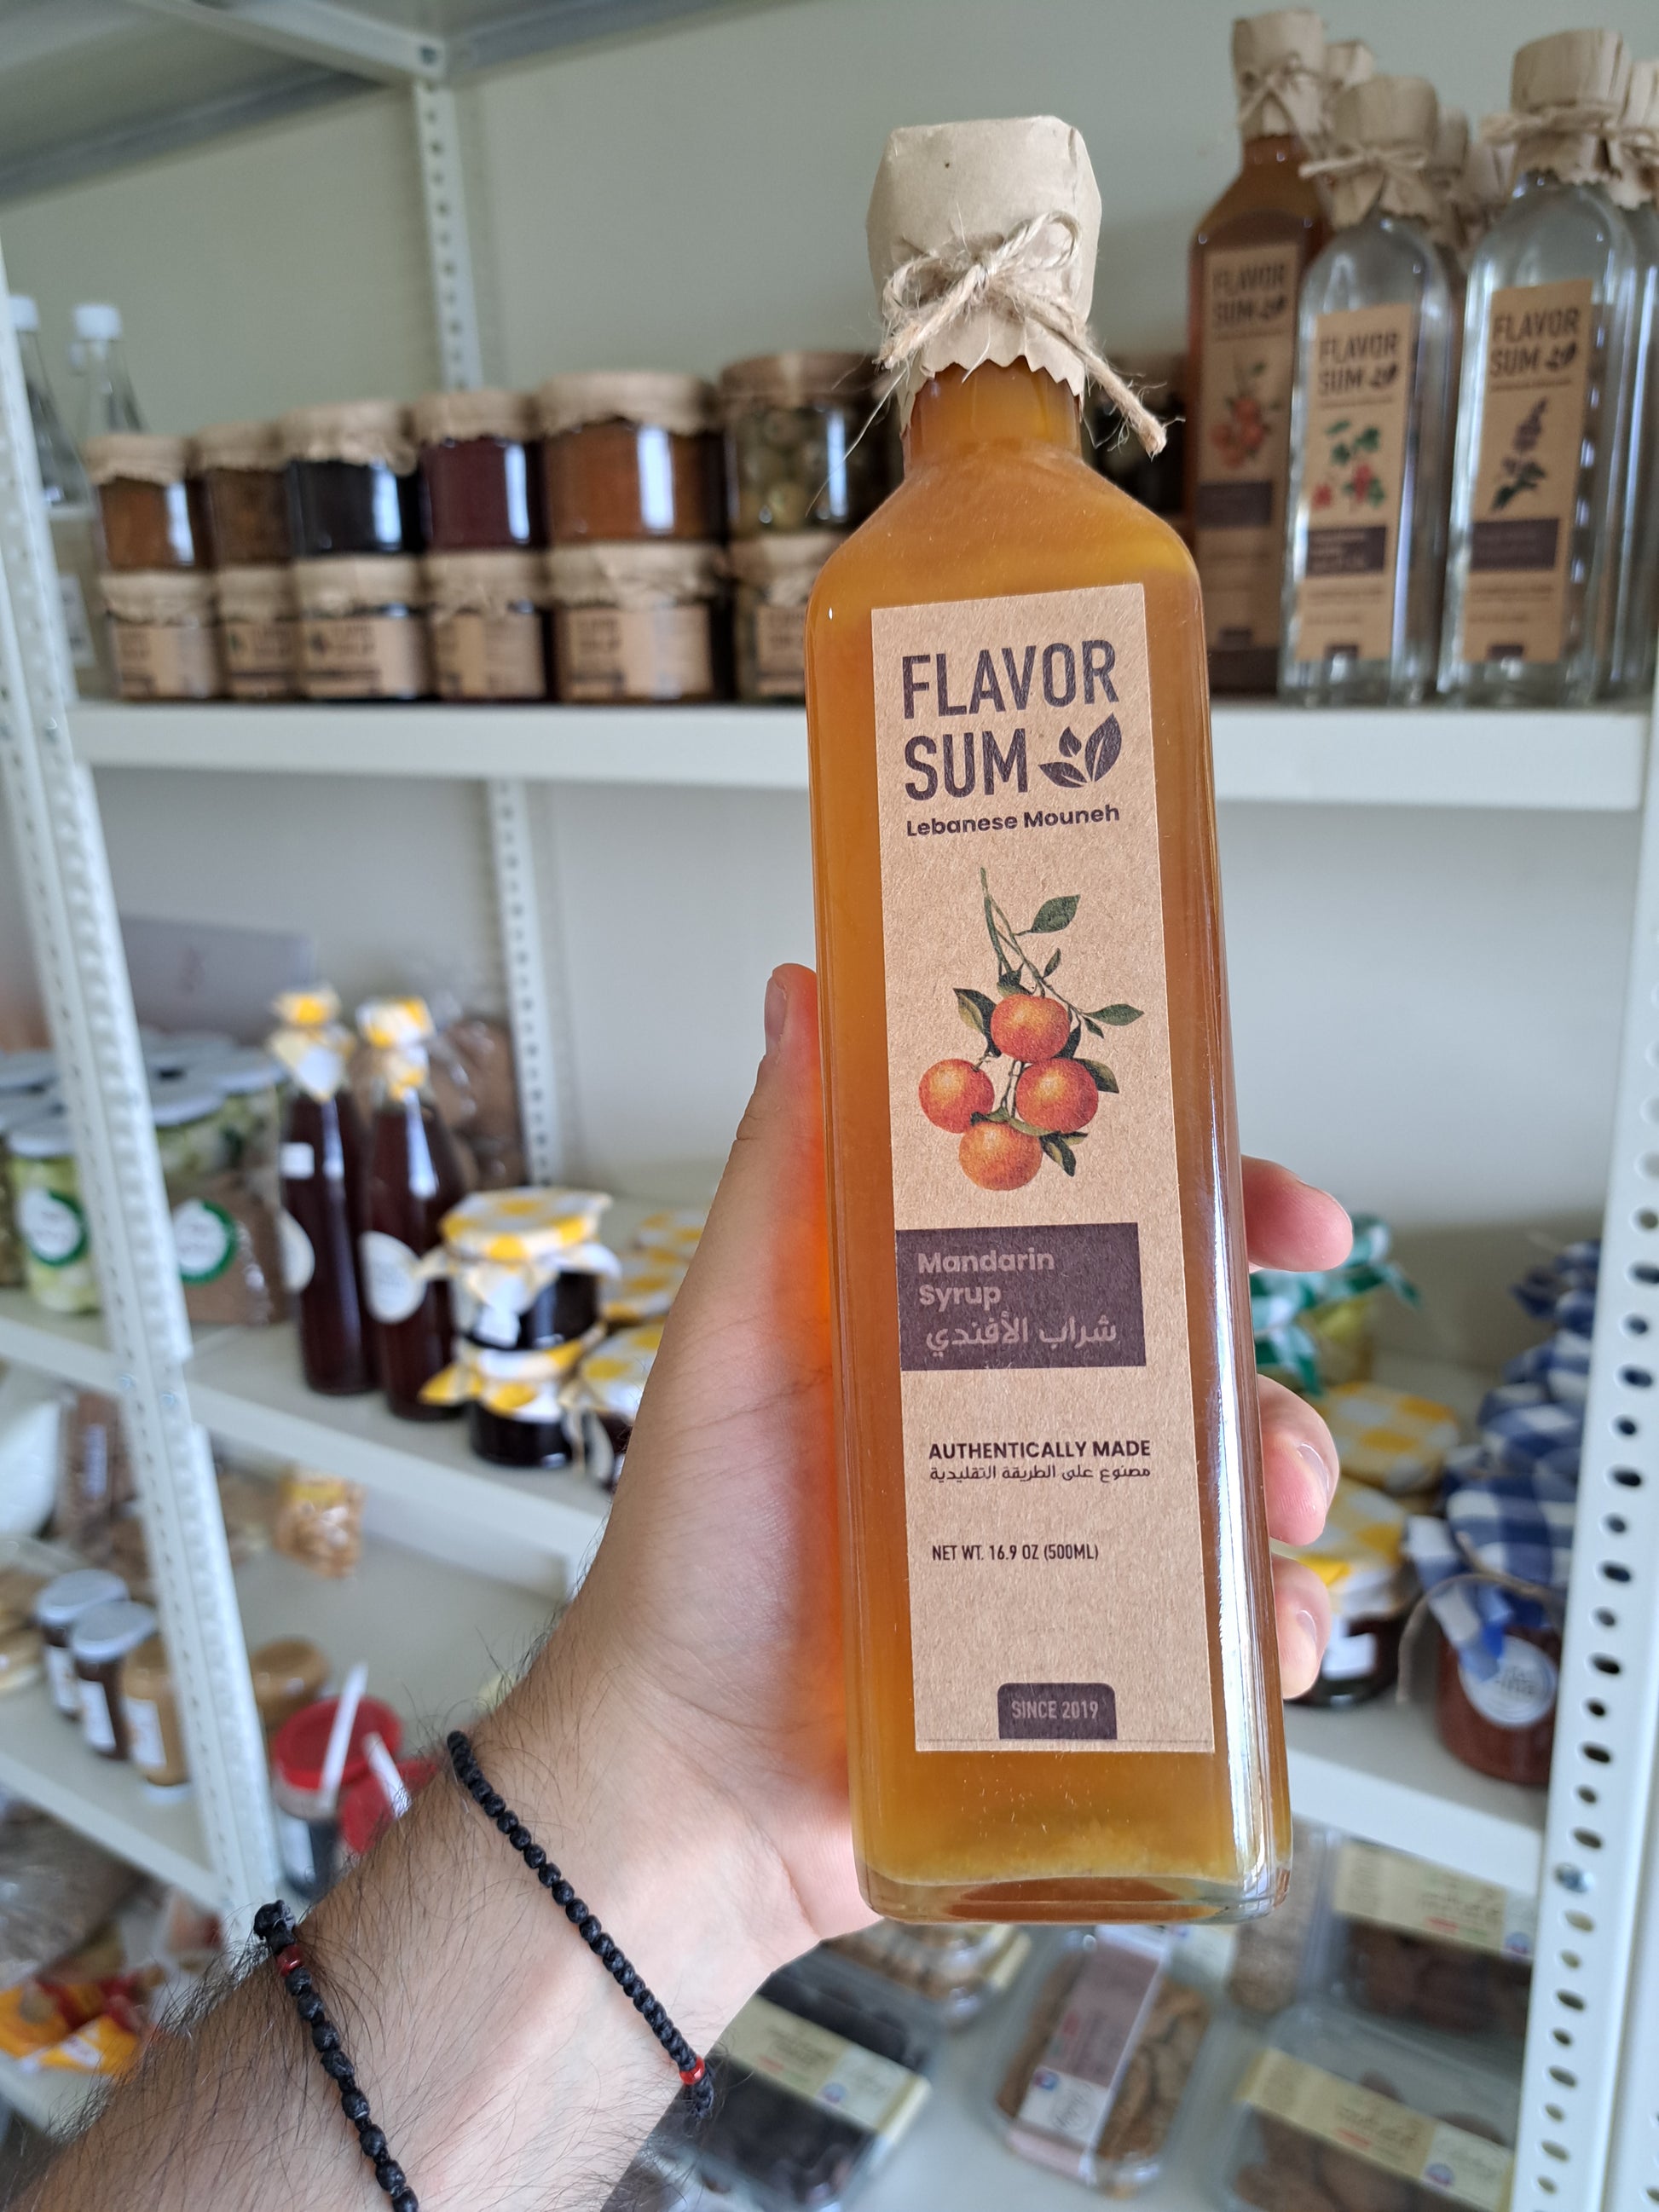 FLAVOR
SUM
Lebanese Mouneh
Mandarin
Syrup
شراب الأفندي
AUTHENTICALLY MADE
مصنوع على الطريقة التقليدية
NET WT. 16.9 OZ (500ML)
SINCE 2019
FLAVOR
SUM
FLAVOR
SUM
FLAVOR
SUM